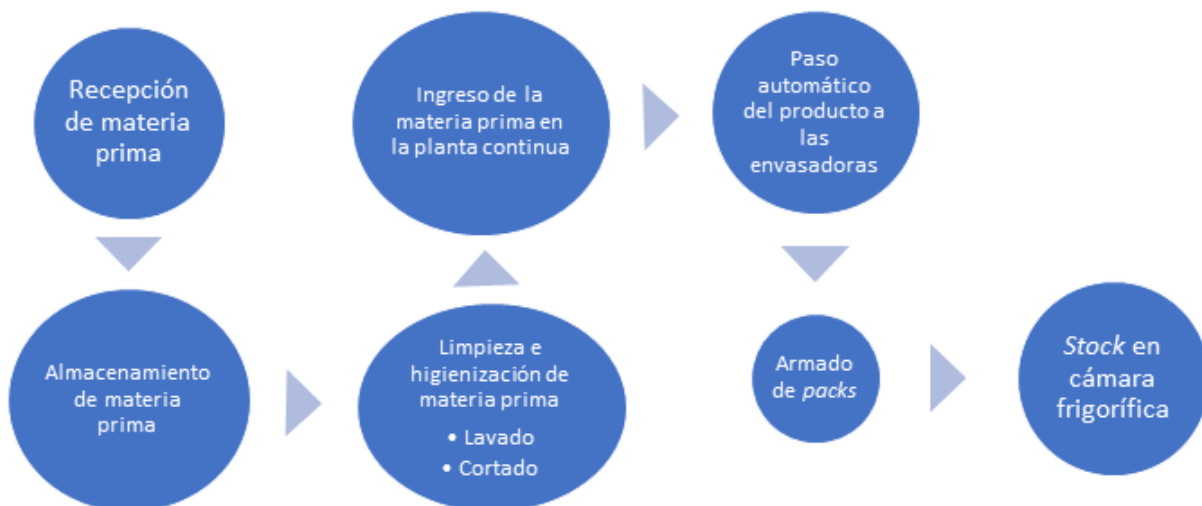 Recepción
de materia
prima
Almacenamiento
de materia
prima
Limpieza e
higienización de
materia prima
• Lavado
• Cortado
Ingreso de la
materia prima en
la planta continua
Paso
automático
del producto a
las
envasadoras
Armado
de packs
Stock en
cámara
frigorífica